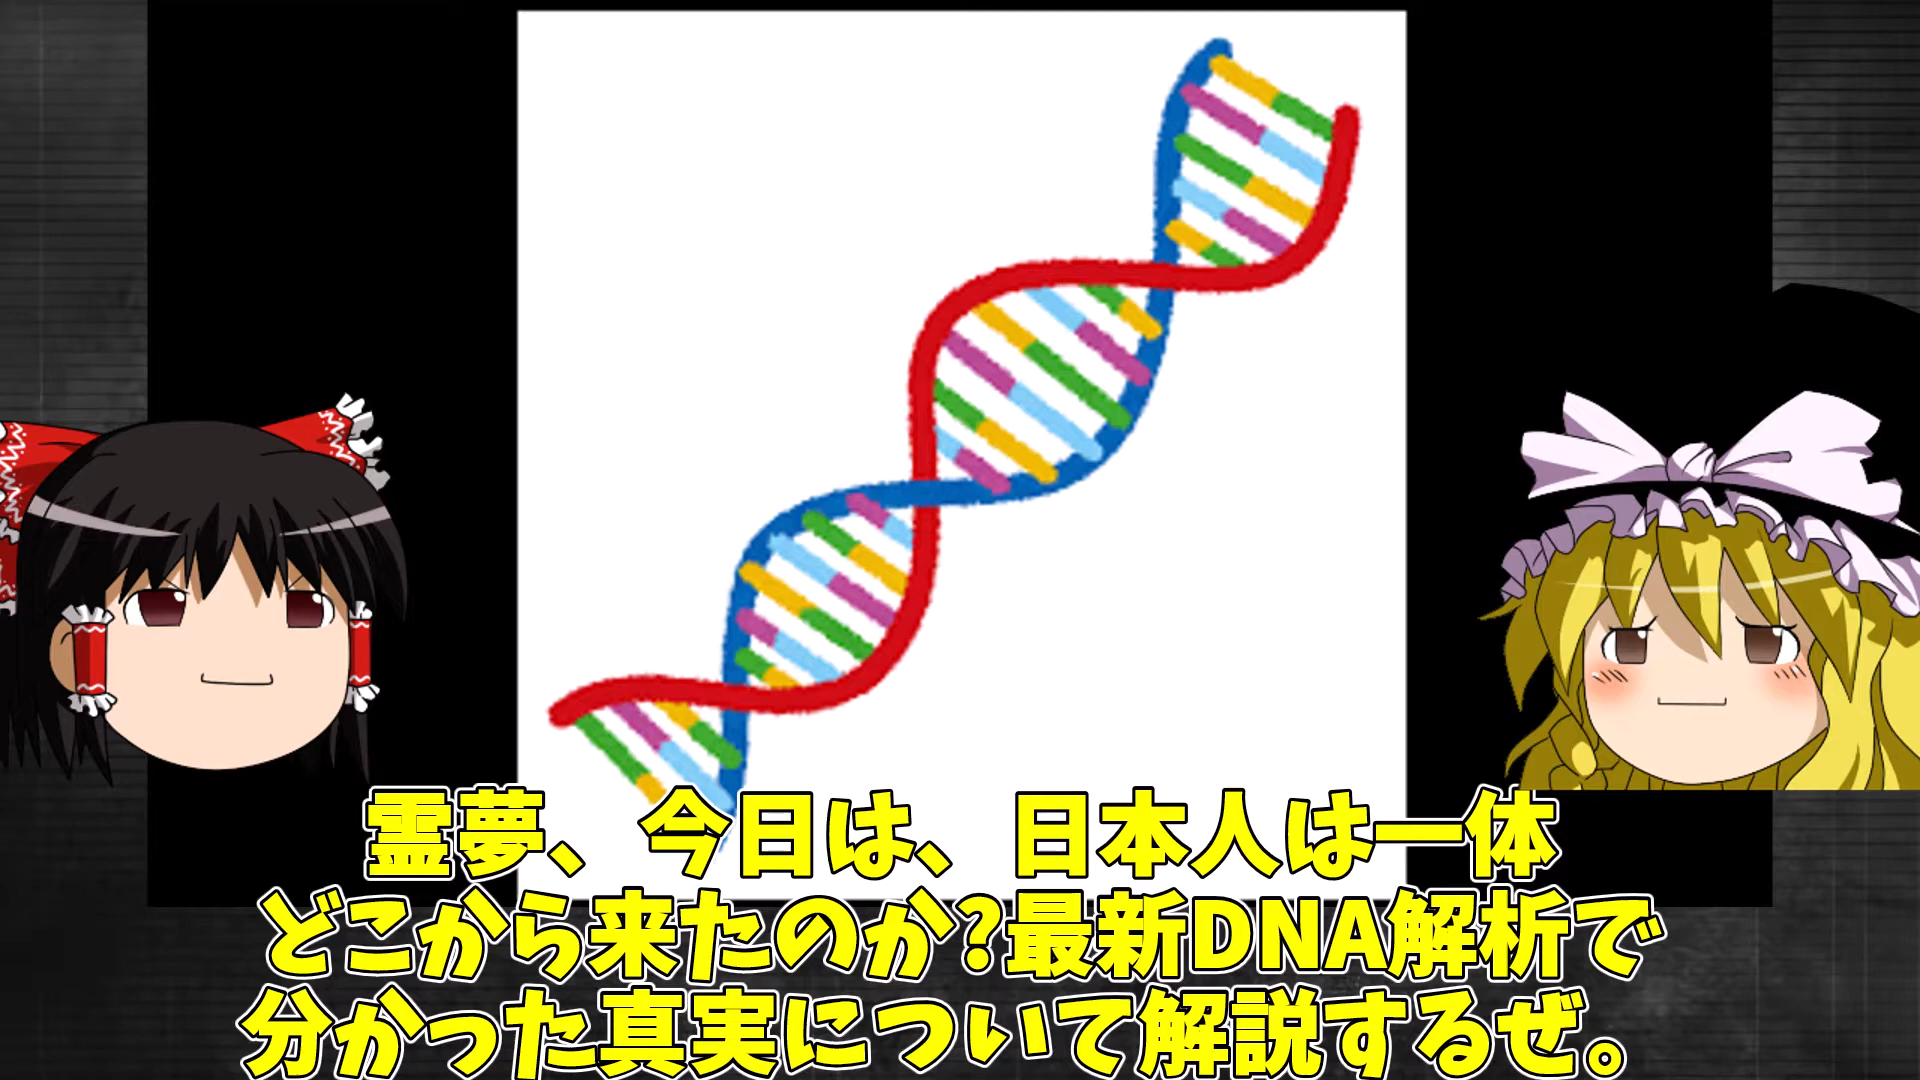 霊夢、今日は、日本人は一体
どこから来たのか?最新DNA解析で
分かった真実について解説するぜ。